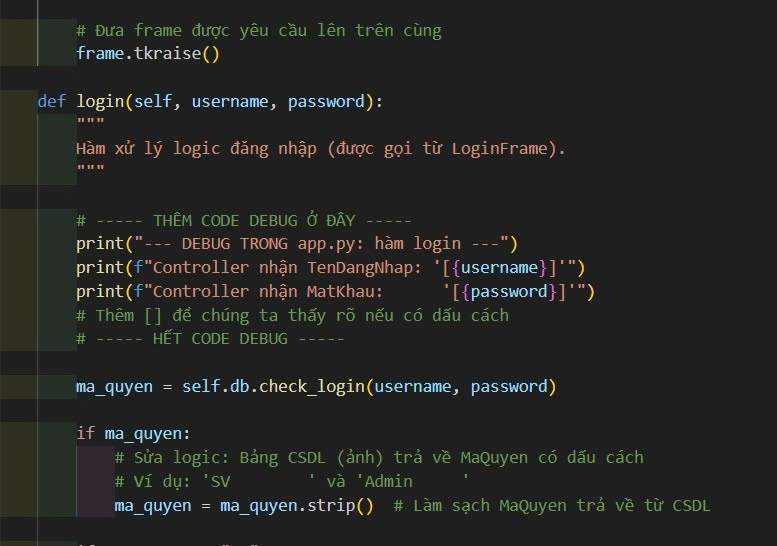 # Đưa frame được yêu cầu lên trên cùng
frame.tkraise()
def login(self, username, password):
"""
Hàm xử lý logic đăng nhập (được gọi từ LoginFrame).
"""
# ----- THÊM CODE DEBUG Ở ĐÂY -----
print("--- DEBUG TRONG app.py: hàm login ---")
print(f"Controller nhận TenDangNhap: '[{username}]'")
print(f"Controller nhận MatKhau:      '[{password}]'")
# Thêm [] để chúng ta thấy rõ nếu có dấu cách
# ----- HẾT CODE DEBUG -----
ma_quyen = self.db.check_login(username, password)
if ma_quyen:
# Sửa logic: Bảng CSDL (ảnh) trả về MaQuyen có dấu cách
# Ví dụ: 'SV        ' và 'Admin     '
ma_quyen = ma_quyen.strip()  # Làm sạch MaQuyen trả về từ CSDL